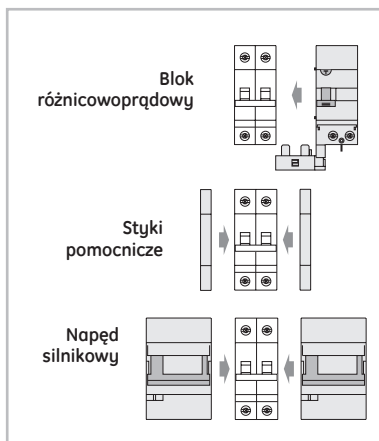 Blok
różnicowoprądowy
Styki
pomocnicze
Napęd
silnikowy